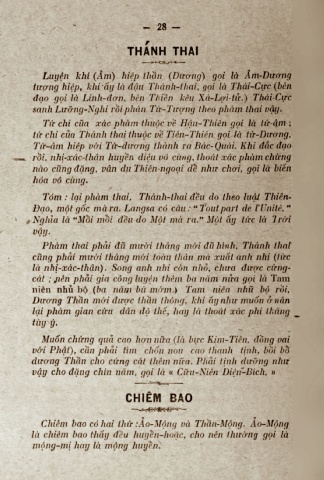 — 28 —
THÁNH THAI
Luyện khí (Âm) hiệp thần (Dương) gọi là Âm-Dương
tượng hiệp, khi ấy là đậu Thánh-thai, gọi là Thái-Cực (bên
đạo gọi là Linh-đơn, bên Thiền kêu Xá-Lợi-tử.) Thái-Cực
sanh Lưỡng-Nghi rồi phân Tứ-Tượng theo phàm thai vậy.
Tứ chi của xác phàm thuộc về Hậu-Thiên gọi là tứ-âm ;
tứ chi của Thánh thai thuộc về Tiên-Thiên gọi là tứ-Dương.
Tứ-âm hiệp với Tứ-dương thành ra Bác-Quái. Khi đắc đạo
rồi, nhị-xác-thân huyền diệu vô cùng, thoát xác phàm chừng
nào cũng đặng, vân du Thiên-ngoại dễ như chơi, gọi là biến
hóa vô cùng.
Tóm : lại phàm thai, Thánh-thai đều do theo luật Thiên-
Đạo, một gốc mà ra. Langsa có câu : “Tout part de l'Unité,”
Nghĩa là “Mỗi mỗi đều do Một mà ra.” Một ấy tức là Trời
vậy.
Phàm thai phải đã mười tháng mới đủ hình, Thánh thai
cũng phải mười tháng mới toàn thân mà xuất anh nhi (tức
là nhị-xác-thân). Song anh nhi còn nhỏ, chưa được cứng-
cát ; nên phải gia công luyện thêm ba năm nữa gọi là Tam
niên nhũ bộ (ba năm bú mớm.) Tam niên nhũ bộ rồi,
Dương Thần mới được thần thông, khi ấy như muốn ở nán
lại phàm gian cứu dân độ thế, hay là thoát xác phi thăng
tùy ý.
Muốn chứng quả cao hơn nữa (là bực Kim-Tiên, đồng vai
với Phật), cần phải tìm chốn non cao thanh tịnh, bồi bổ
dương Thần cho cứng cát thêm nữa. Phải tịnh dưỡng như
vậy cho đặng chín năm, gọi là « Cữu-Niên Diện-Bích, »
CHIÊM BAO
Chiêm bao có hai thứ : Ảo-Mộng và Thần-Mộng. Ảo-Mộng
là chiêm bao thấy đều huyền-hoặc, cho nên thường gọi là
mộng-mị hay là mộng huyền.